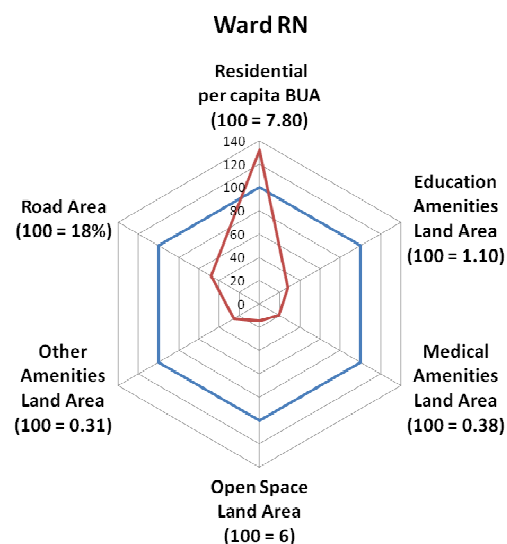 Ward RN
Residential
per capita BUA
(100 = 7.80)
140
120
100
80
60
40
20
0
Education
Amenities
Land Area
(100 = 1.10)
Medical
Amenities
Land Area
(100 = 0.38)
Open Space
Land Area
(100 = 6)
Other
Amenities
Land Area
(100 = 0.31)
Road Area
(100 = 18%)